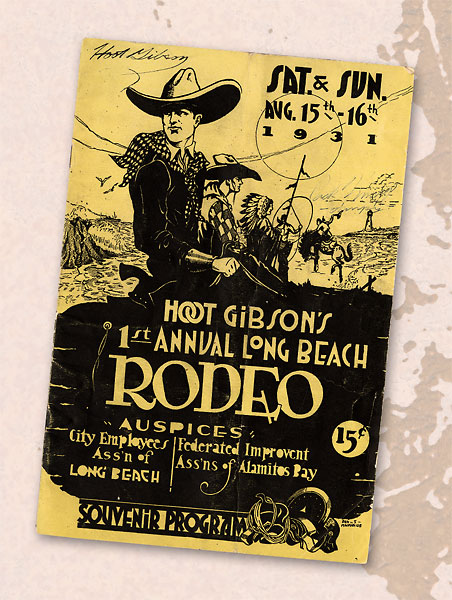 Hoot Gibson
SAT. & SUN.
AUG. 15th - 16th
1931
HOOT GIBSON'S
1st ANNUAL LONG BEACH
RODEO
"AUSPICES"
City Employees
Ass'n of
LONG BEACH
Federated Improvent
Ass'ns of Alamitos Bay
15¢
SOUVENIR PROGRAM